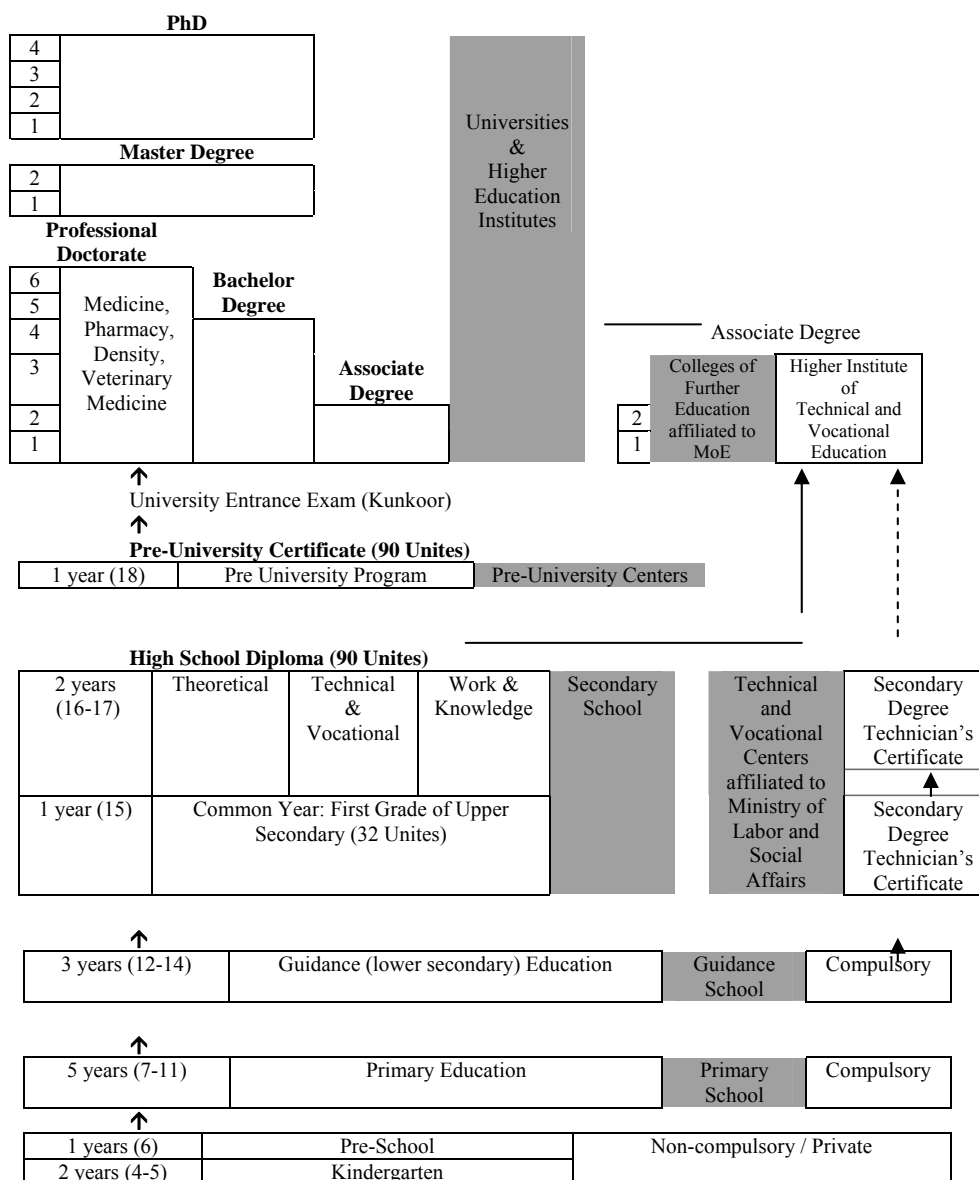 PhD
4
3
2
1
Universities
&
Higher
Education
Institutes
Master Degree
2
1
Professional
Doctorate
6
5
4
3
2
1
Medicine,
Pharmacy,
Density,
Veterinary
Medicine
Bachelor
Degree
Associate
Degree
Associate Degree
2
1
Colleges of
Further
Education
affiliated to
MoE
Higher Institute
of
Technical and
Vocational
Education
University Entrance Exam (Kunkoor)
Pre-University Certificate (90 Unites)
1 year (18)
Pre University Program
Pre-University Centers
High School Diploma (90 Unites)
2 years
(16-17)
Theoretical
Technical
&
Vocational
Work &
Knowledge
Secondary
School
Technical
and
Vocational
Centers
affiliated to
Ministry of
Labor and
Social
Affairs
Secondary
Degree
Technician's
Certificate
1 year (15)
Common Year: First Grade of Upper
Secondary (32 Unites)
Secondary
Degree
Technician's
Certificate
3 years (12-14)
Guidance (lower secondary) Education
Guidance
School
Compulsory
5 years (7-11)
Primary Education
Primary
School
Compulsory
1 years (6)
Pre-School
Non-compulsory / Private
2 years (4-5)
Kindergarten